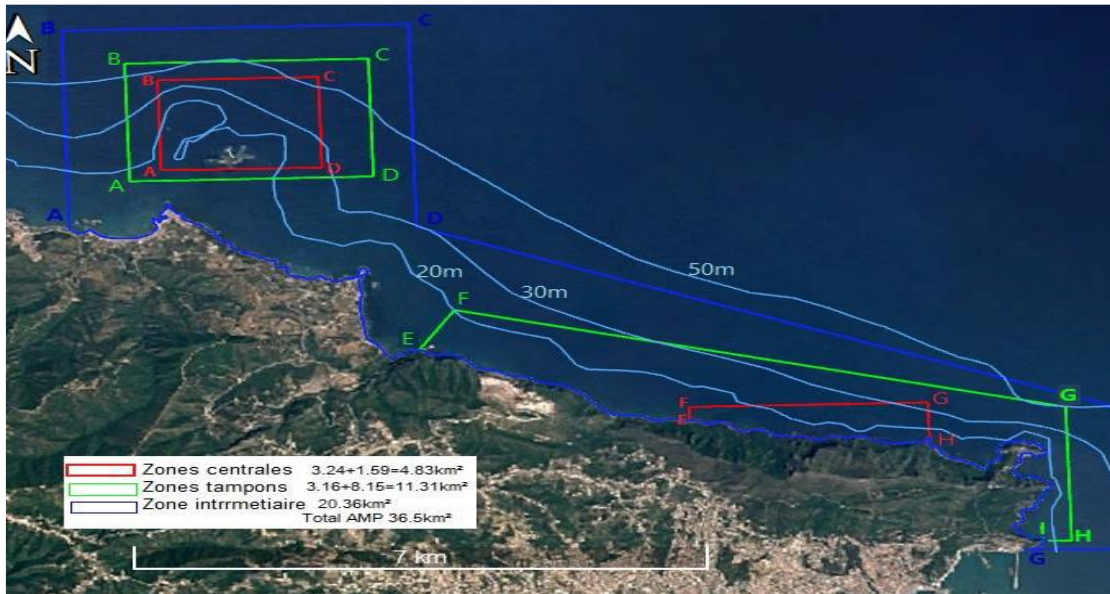 B
C
N
B
C
B
C
A
D
A
D
A
D
20m
50m
30m
F
E
G
F
G
E
H
Zones centrales 3.24+1.59=4.83km²
Zones tampons 3.16+8.15=11.31km²
Zone intrrmetiaire 20.36km²
Total AMP 36.5km²
7 km
I
H
G